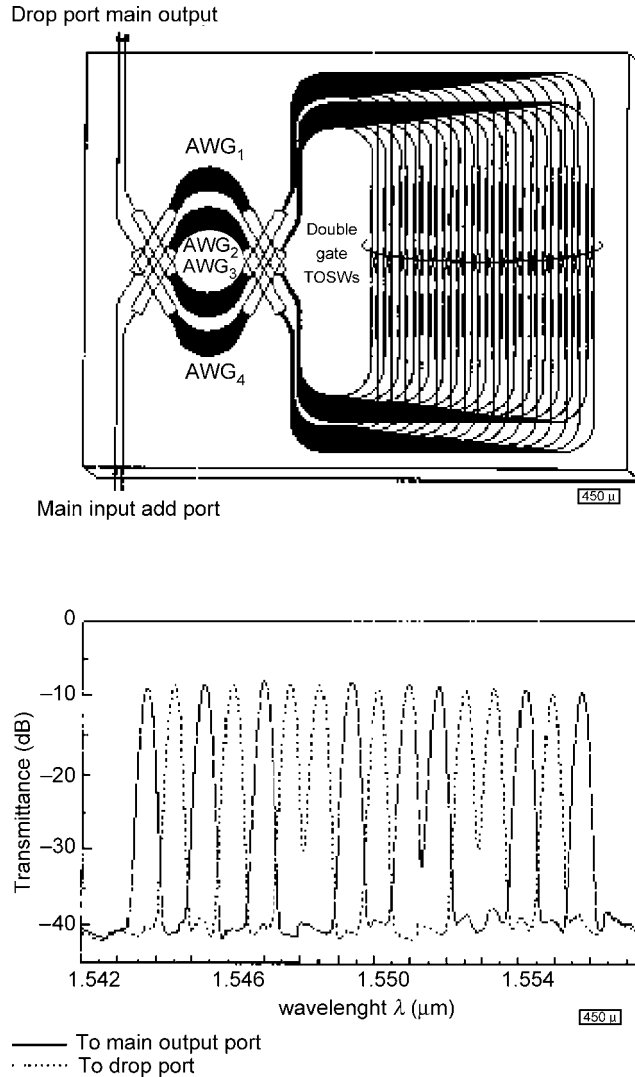 Drop port main output
AWG1
AWG2
AWG3
AWG4
Double
gate
TOSWs
Main input add port
450 μ
0
–10
–20
–30
–40
Transmittance (dB)
1.542
1.546
1.550
1.554
wavelenght λ (μm)
450 μ
To main output port
To drop port